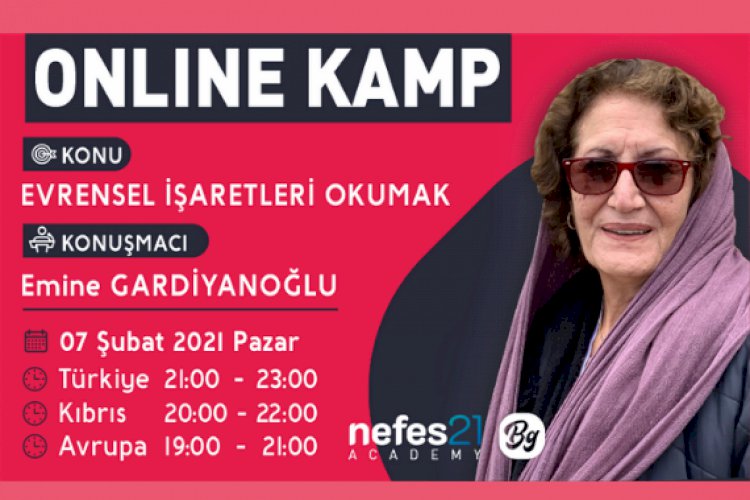 ONLINE KAMP
KONU
EVRENSEL İŞARETLERİ OKUMAK
KONUŞMACI
Emine GARDİYANOĞLU
07 Şubat 2021 Pazar
Türkiye 21:00 - 23:00
Kıbrıs 20:00 - 22:00
Avrupa 19:00 - 21:00
nefes21
ACADEMY
Bg